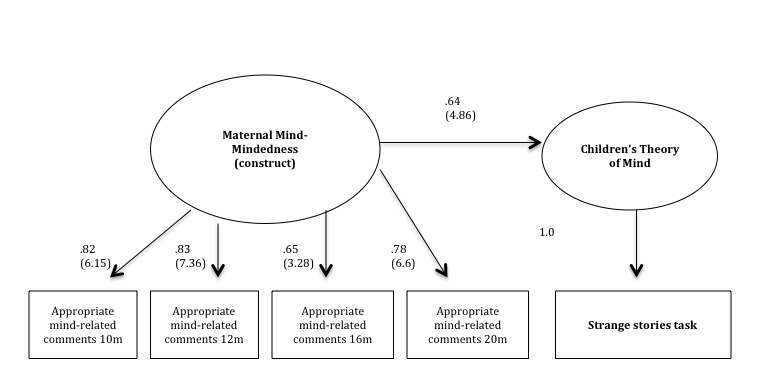 .64
(4.86)
Maternal Mind-
Mindedness
(construct)
Children's Theory
of Mind
1.0
.82
(6.15)
.83
(7.36)
.65
(3.28)
.78
(6.6)
Appropriate
mind-related
comments 10m
Appropriate
mind-related
comments 12m
Appropriate
mind-related
comments 16m
Appropriate
mind-related
comments 20m
Strange stories task